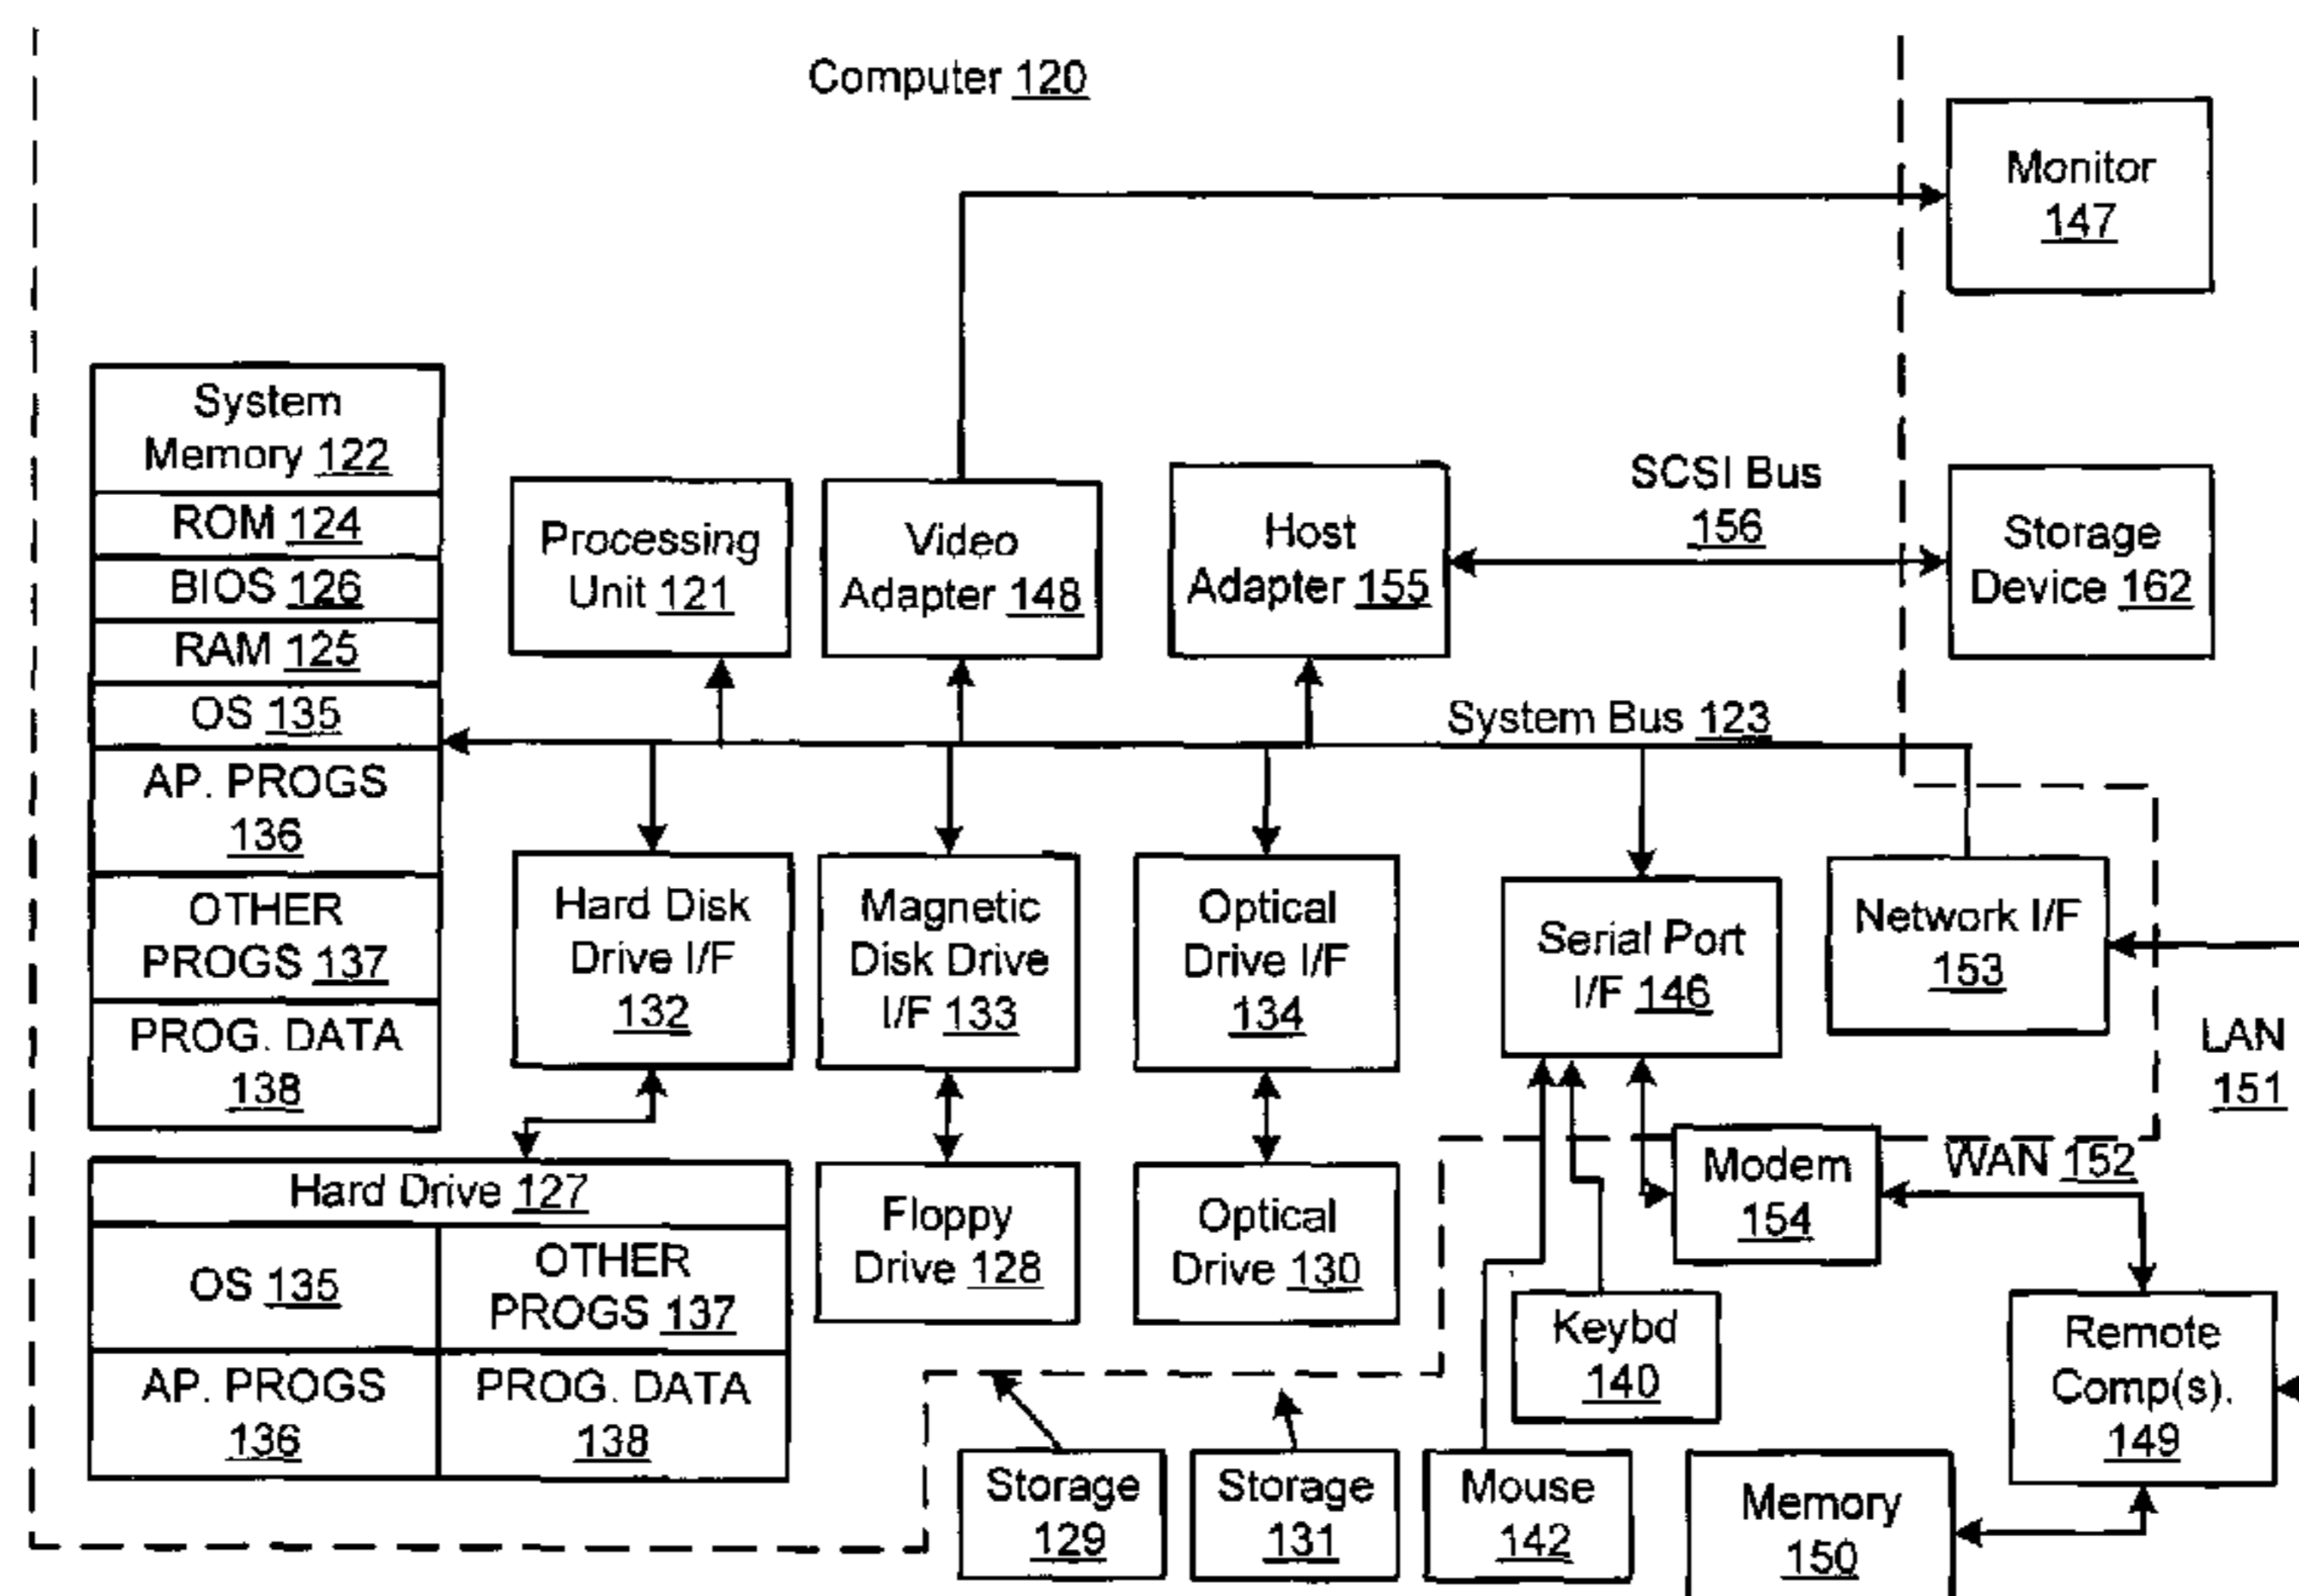 Computer 120
Monitor
147
System
Memory 122
ROM 124
BIOS 126
RAM 125
OS 135
AP. PROGS
136
OTHER
PROGS 137
PROG. DATA
138
Processing
Unit 121
Video
Adapter 148
Host
Adapter 155
SCSI Bus
156
Storage
Device 162
System Bus 123
Hard Disk
Drive I/F
132
Magnetic
Disk Drive
I/F 133
Optical
Drive I/F
134
Serial Port
I/F 146
Network I/F
153
LAN
151
Hard Drive 127
OS 135
OTHER
PROGS 137
AP. PROGS
136
PROG. DATA
138
Floppy
Drive 128
Optical
Drive 130
Modem
154
WAN 152
Keybd
140
Remote
Comp(s).
149
Storage
129
Storage
131
Mouse
142
Memory
150